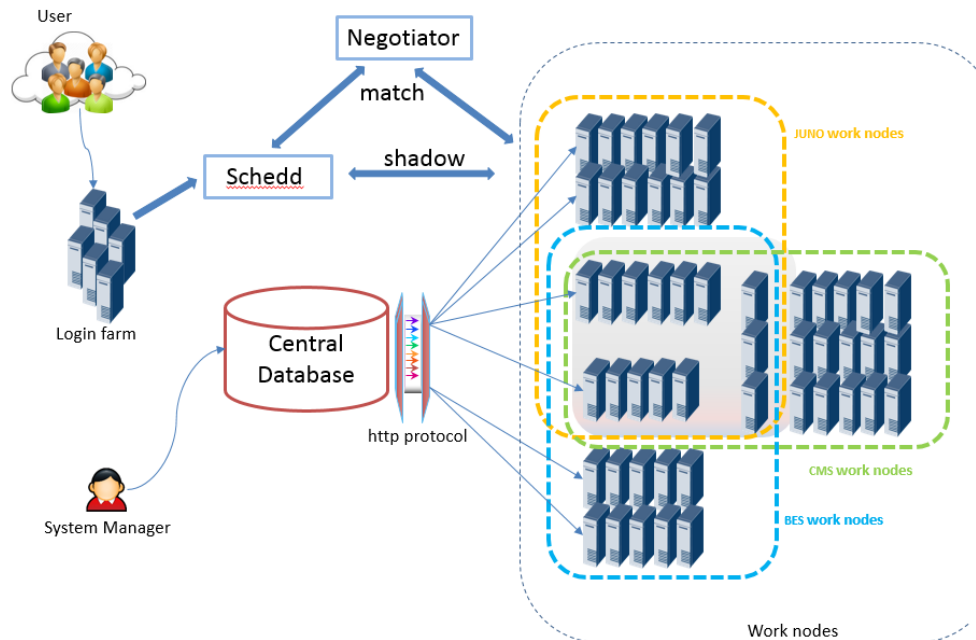 User
Negotiator
match
JUNO work nodes
shadow
Schedd
Login farm
Central
Database
http protocol
CMS work nodes
System Manager
BES work nodes
Work nodes